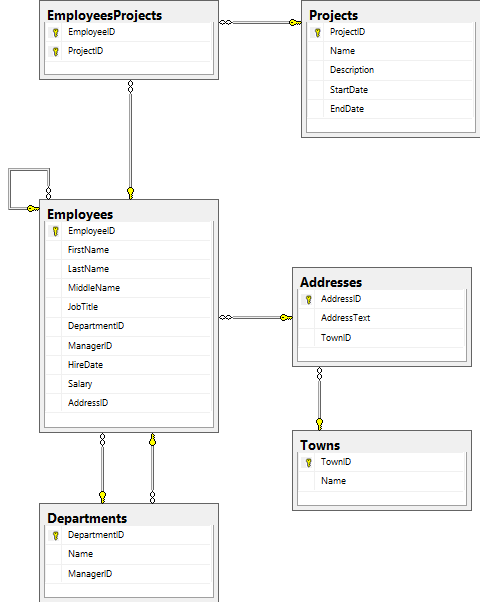 EmployeesProjects
EmployeeID
ProjectID
Projects
ProjectID
Name
Description
StartDate
EndDate
Employees
EmployeeID
FirstName
LastName
MiddleName
JobTitle
DepartmentID
ManagerID
HireDate
Salary
AddressID
Addresses
AddressID
AddressText
TownID
Towns
TownID
Name
Departments
DepartmentID
Name
ManagerID